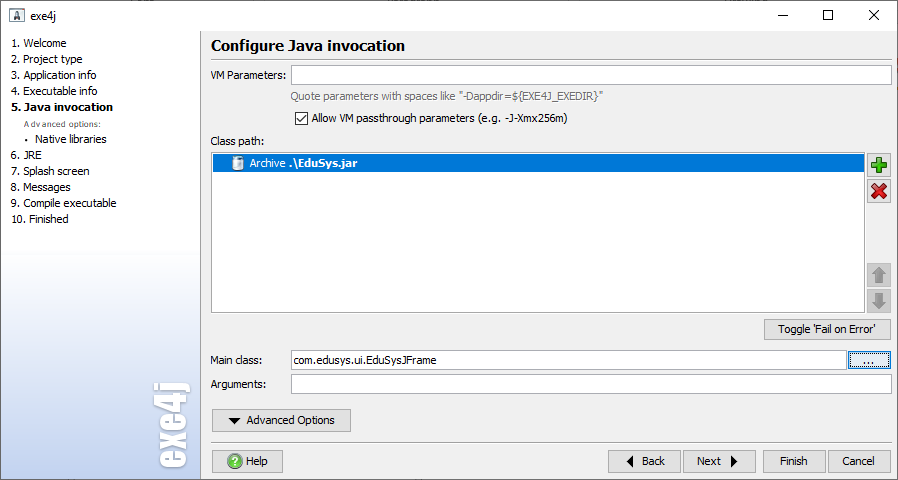 exe4j
1. Welcome
2. Project type
3. Application info
4. Executable info
5. Java invocation
Advanced options:
• Native libraries
6. JRE
7. Splash screen
8. Messages
9. Compile executable
10. Finished
exe4j
Configure Java invocation
VM Parameters:
Quote parameters with spaces like "-Dappdir=${EXE4J_EXEDIR}"
Allow VM passthrough parameters (e.g. -J-Xmx256m)
Class path:
Archive .\EduSys.jar
Toggle 'Fail on Error'
Main class: com.edusys.ui.EduSysJFrame ...
Arguments:
Advanced Options
Help Back Next Finish Cancel